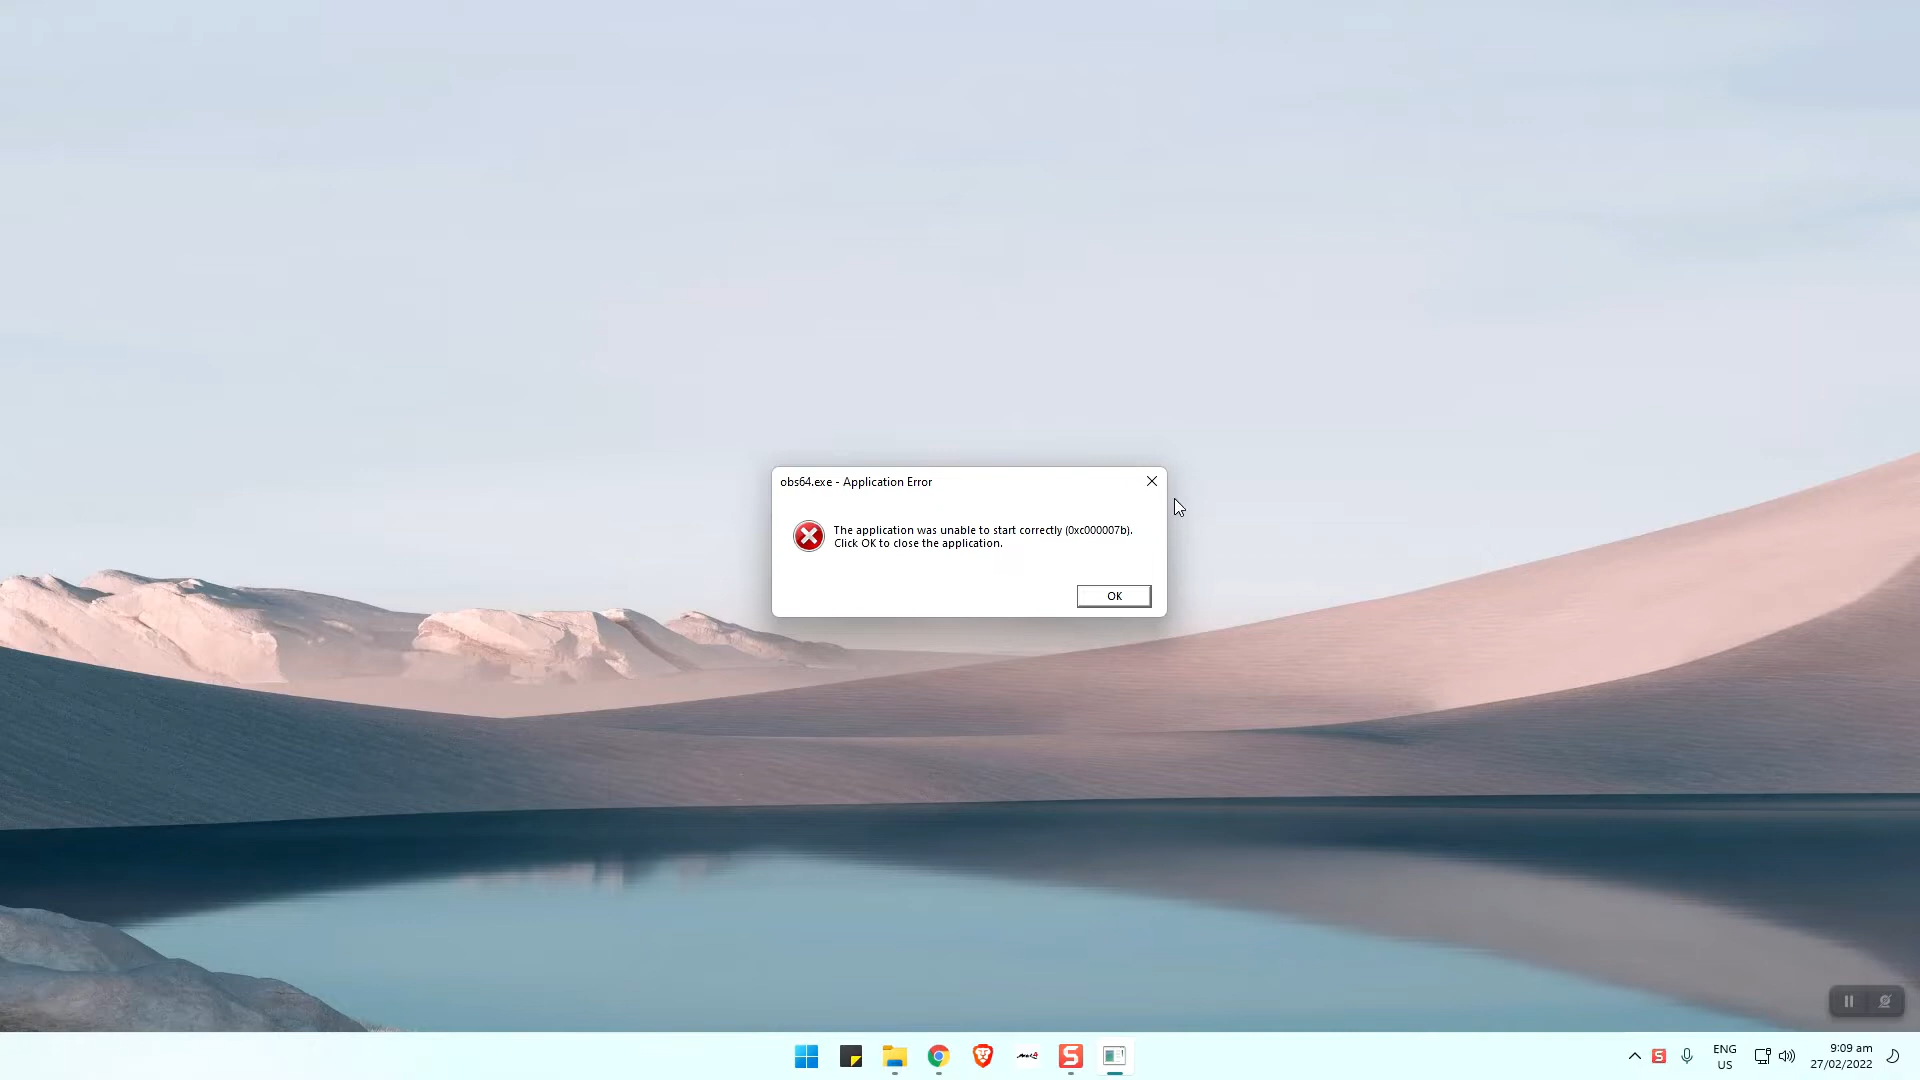 obs64.exe - Application Error
The application was unable to start correctly (0xc000007b).
Click OK to close the application.
OK
ENG
US
9:09 am
27/02/2022